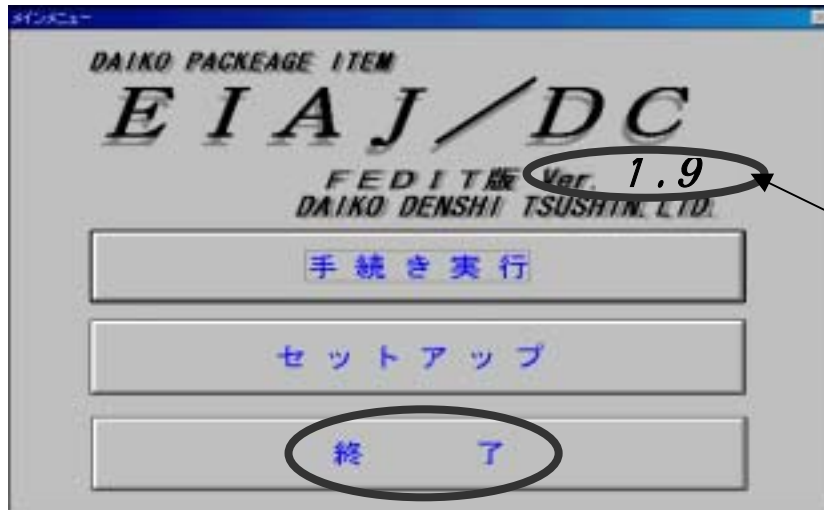 メインメニュー
DAIKO PACKEAGE ITEM
EIAJ／DC
FEDIT版 Ver. 1.9
DAIKO DENSHI TSUSHIN. LTD.
手続き実行
セットアップ
終 了